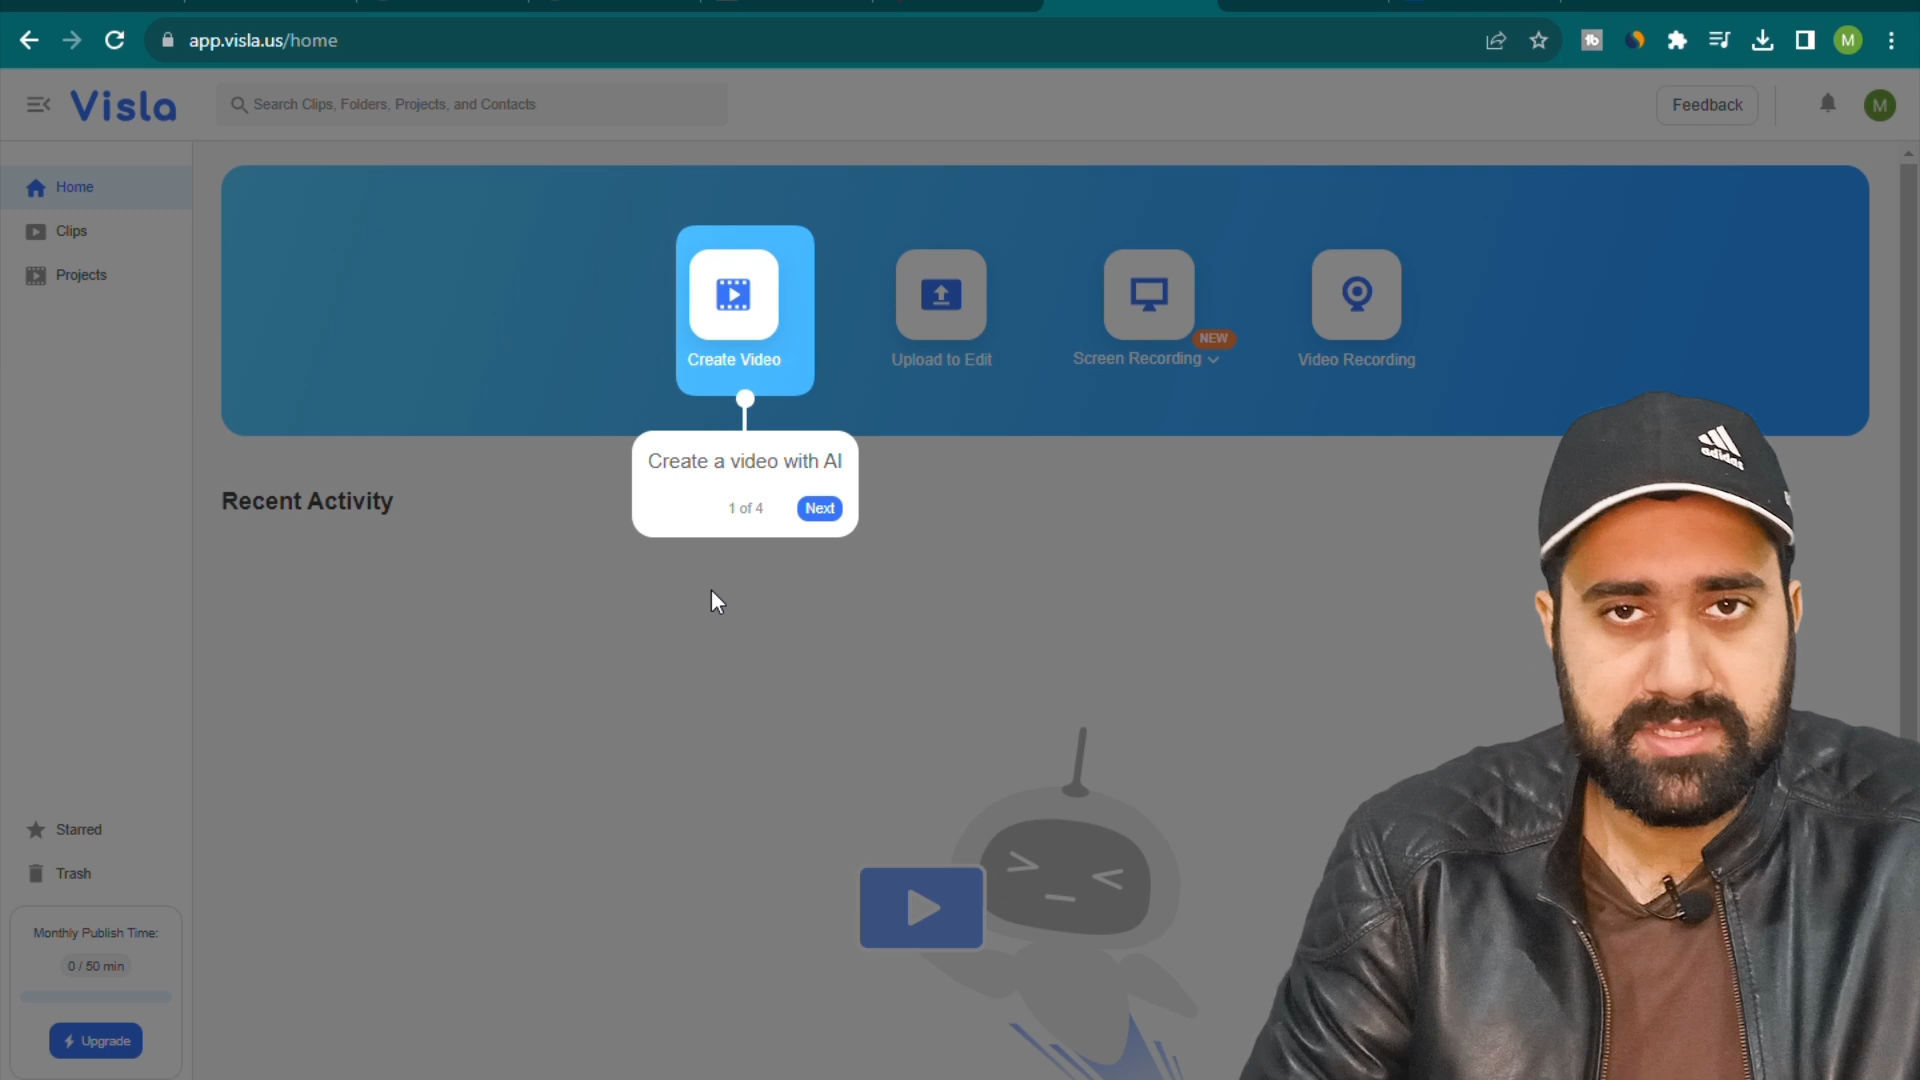 app.visla.us/home
M
Visla
Search Clips, Folders, Projects, and Contacts
Feedback
M
Home
Clips
Projects
Create Video
Upload to Edit
Screen Recording
NEW
Video Recording
Create a video with AI
1 of 4
Next
Recent Activity
adidas
Starred
Trash
Monthly Publish Time:
0 / 50 min
Upgrade